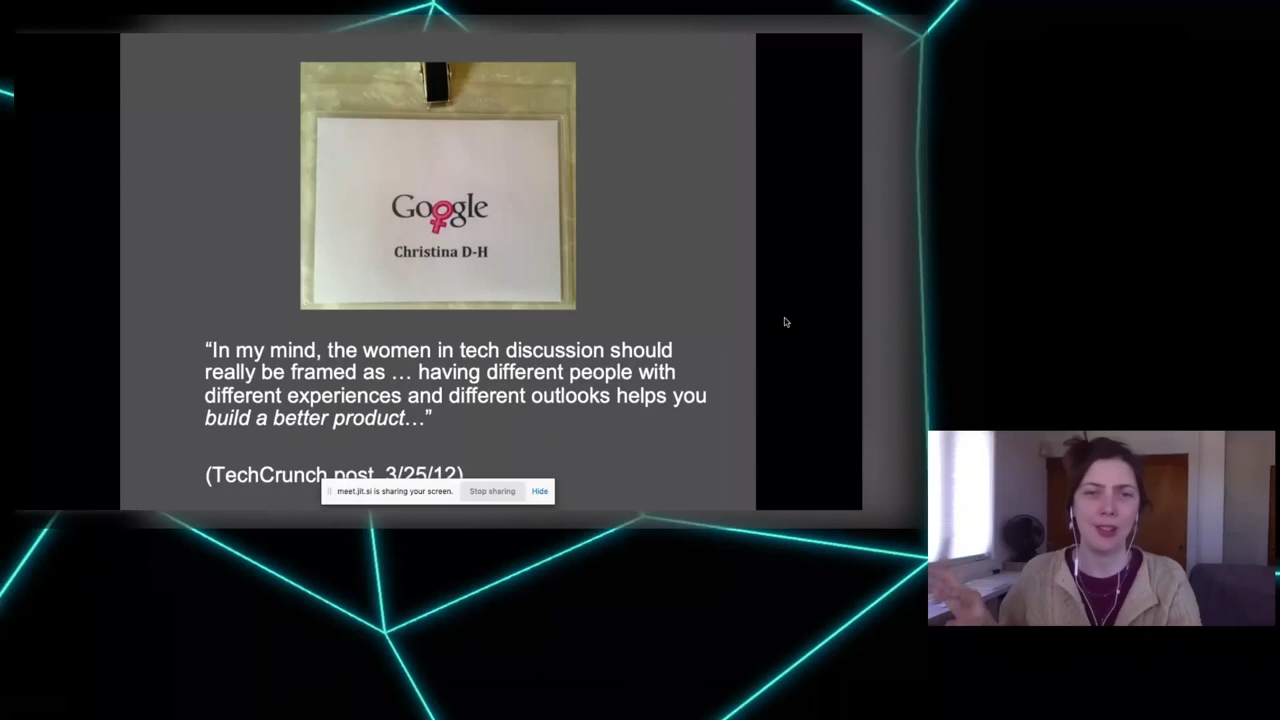 Google
Christina D-H
“In my mind, the women in tech discussion should
really be framed as … having different people with
different experiences and different outlooks helps you
build a better product…”
(TechCrunch post, 3/25/12)
meet.jit.si is sharing your screen.
Stop sharing
Hide